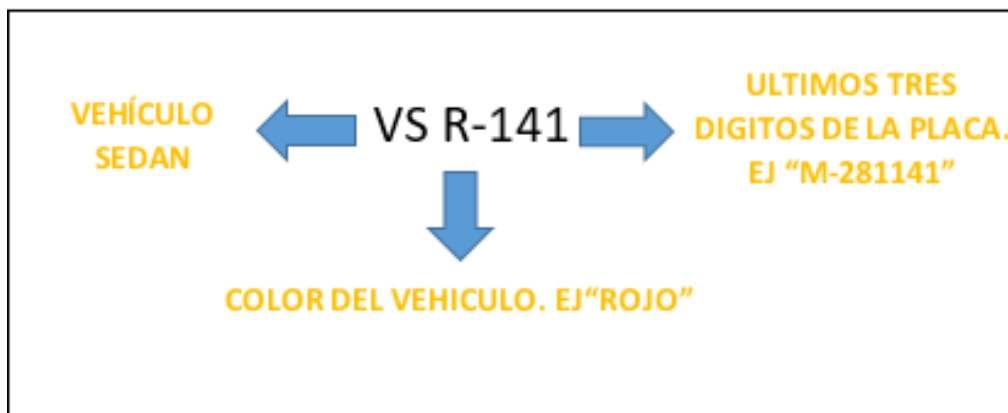 VEHÍCULO
SEDAN
VS R-141
ULTIMOS TRES
DIGITOS DE LA PLACA.
EJ “M-281141”
COLOR DEL VEHICULO. EJ“ROJO”